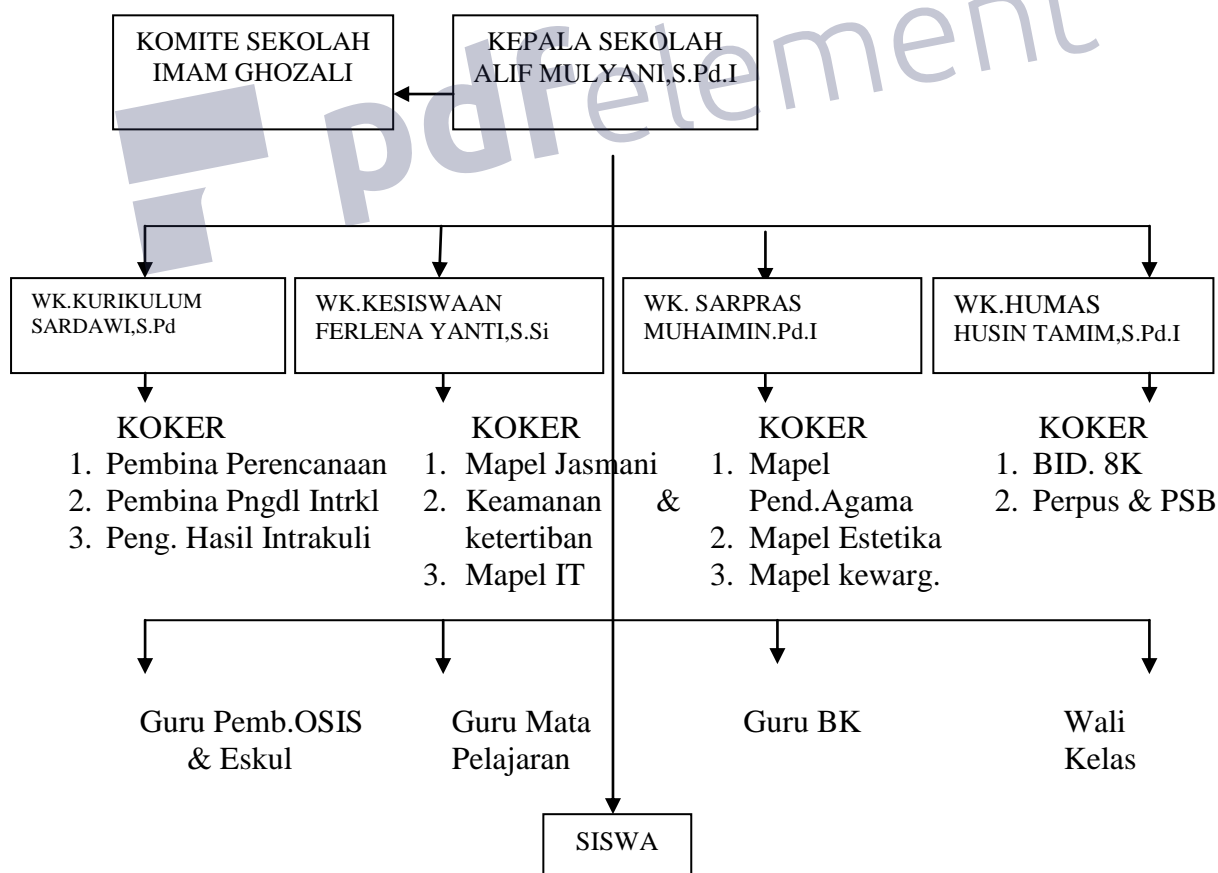 pdfelement
KOMITE SEKOLAH
IMAM GHOZALI
KEPALA SEKOLAH
ALIF MULYANI,S.Pd.I
WK.KURIKULUM
SARDAWI,S.Pd
WK.KESISWAAN
FERLENA YANTI,S.Si
WK. SARPRAS
MUHAIMIN.Pd.I
WK.HUMAS
HUSIN TAMIM,S.Pd.I
KOKER
1. Pembina Perencanaan
2. Pembina Pngdl Intrkl
3. Peng. Hasil Intrakuli
KOKER
1. Mapel Jasmani
2. Keamanan &
ketertiban
3. Mapel IT
KOKER
1. Mapel
Pend.Agama
2. Mapel Estetika
3. Mapel kewarg.
KOKER
1. BID. 8K
2. Perpus & PSB
Guru Pemb.OSIS
& Eskul
Guru Mata
Pelajaran
Guru BK
Wali
Kelas
SISWA